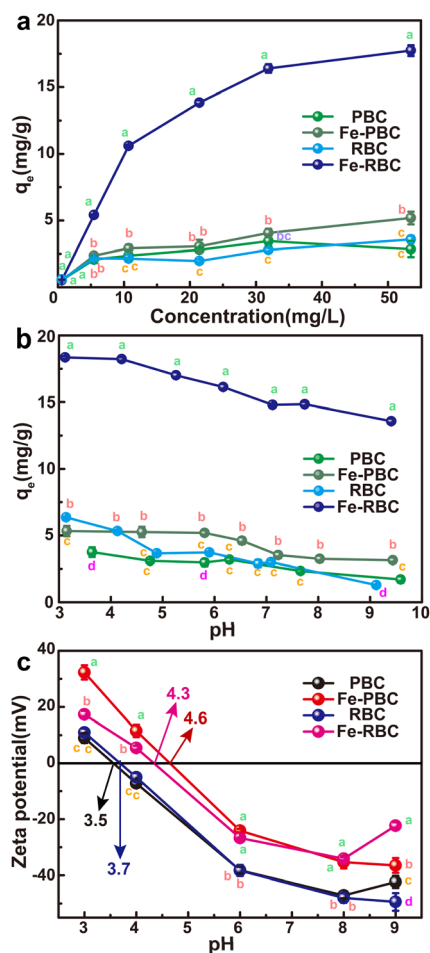 a
20
15
10
5
0
qe(mg/g)
0 10 20 30 40 50
Concentration(mg/L)
PBC
Fe-PBC
RBC
Fe-RBC
a
a
a
a
a
a
a
a
a
b
b
b
b
b b
b
b
bc
c c
c
c
c
b
20
15
10
5
0
qe(mg/g)
3 4 5 6 7 8 9 10
pH
PBC
Fe-PBC
RBC
Fe-RBC
a
a
a
a
a
a
a
b
b
b
b
b
b
b
b
c
c
c
c
c
c
c
c
d
d
d
c
40
20
0
-20
-40
Zeta potential(mV)
3 4 5 6 7 8 9
pH
PBC
Fe-PBC
RBC
Fe-RBC
4.3
4.6
3.5
3.7
a
b
c c
a
b
cc
a
a
b b
a
a
b b
a
b
c
d